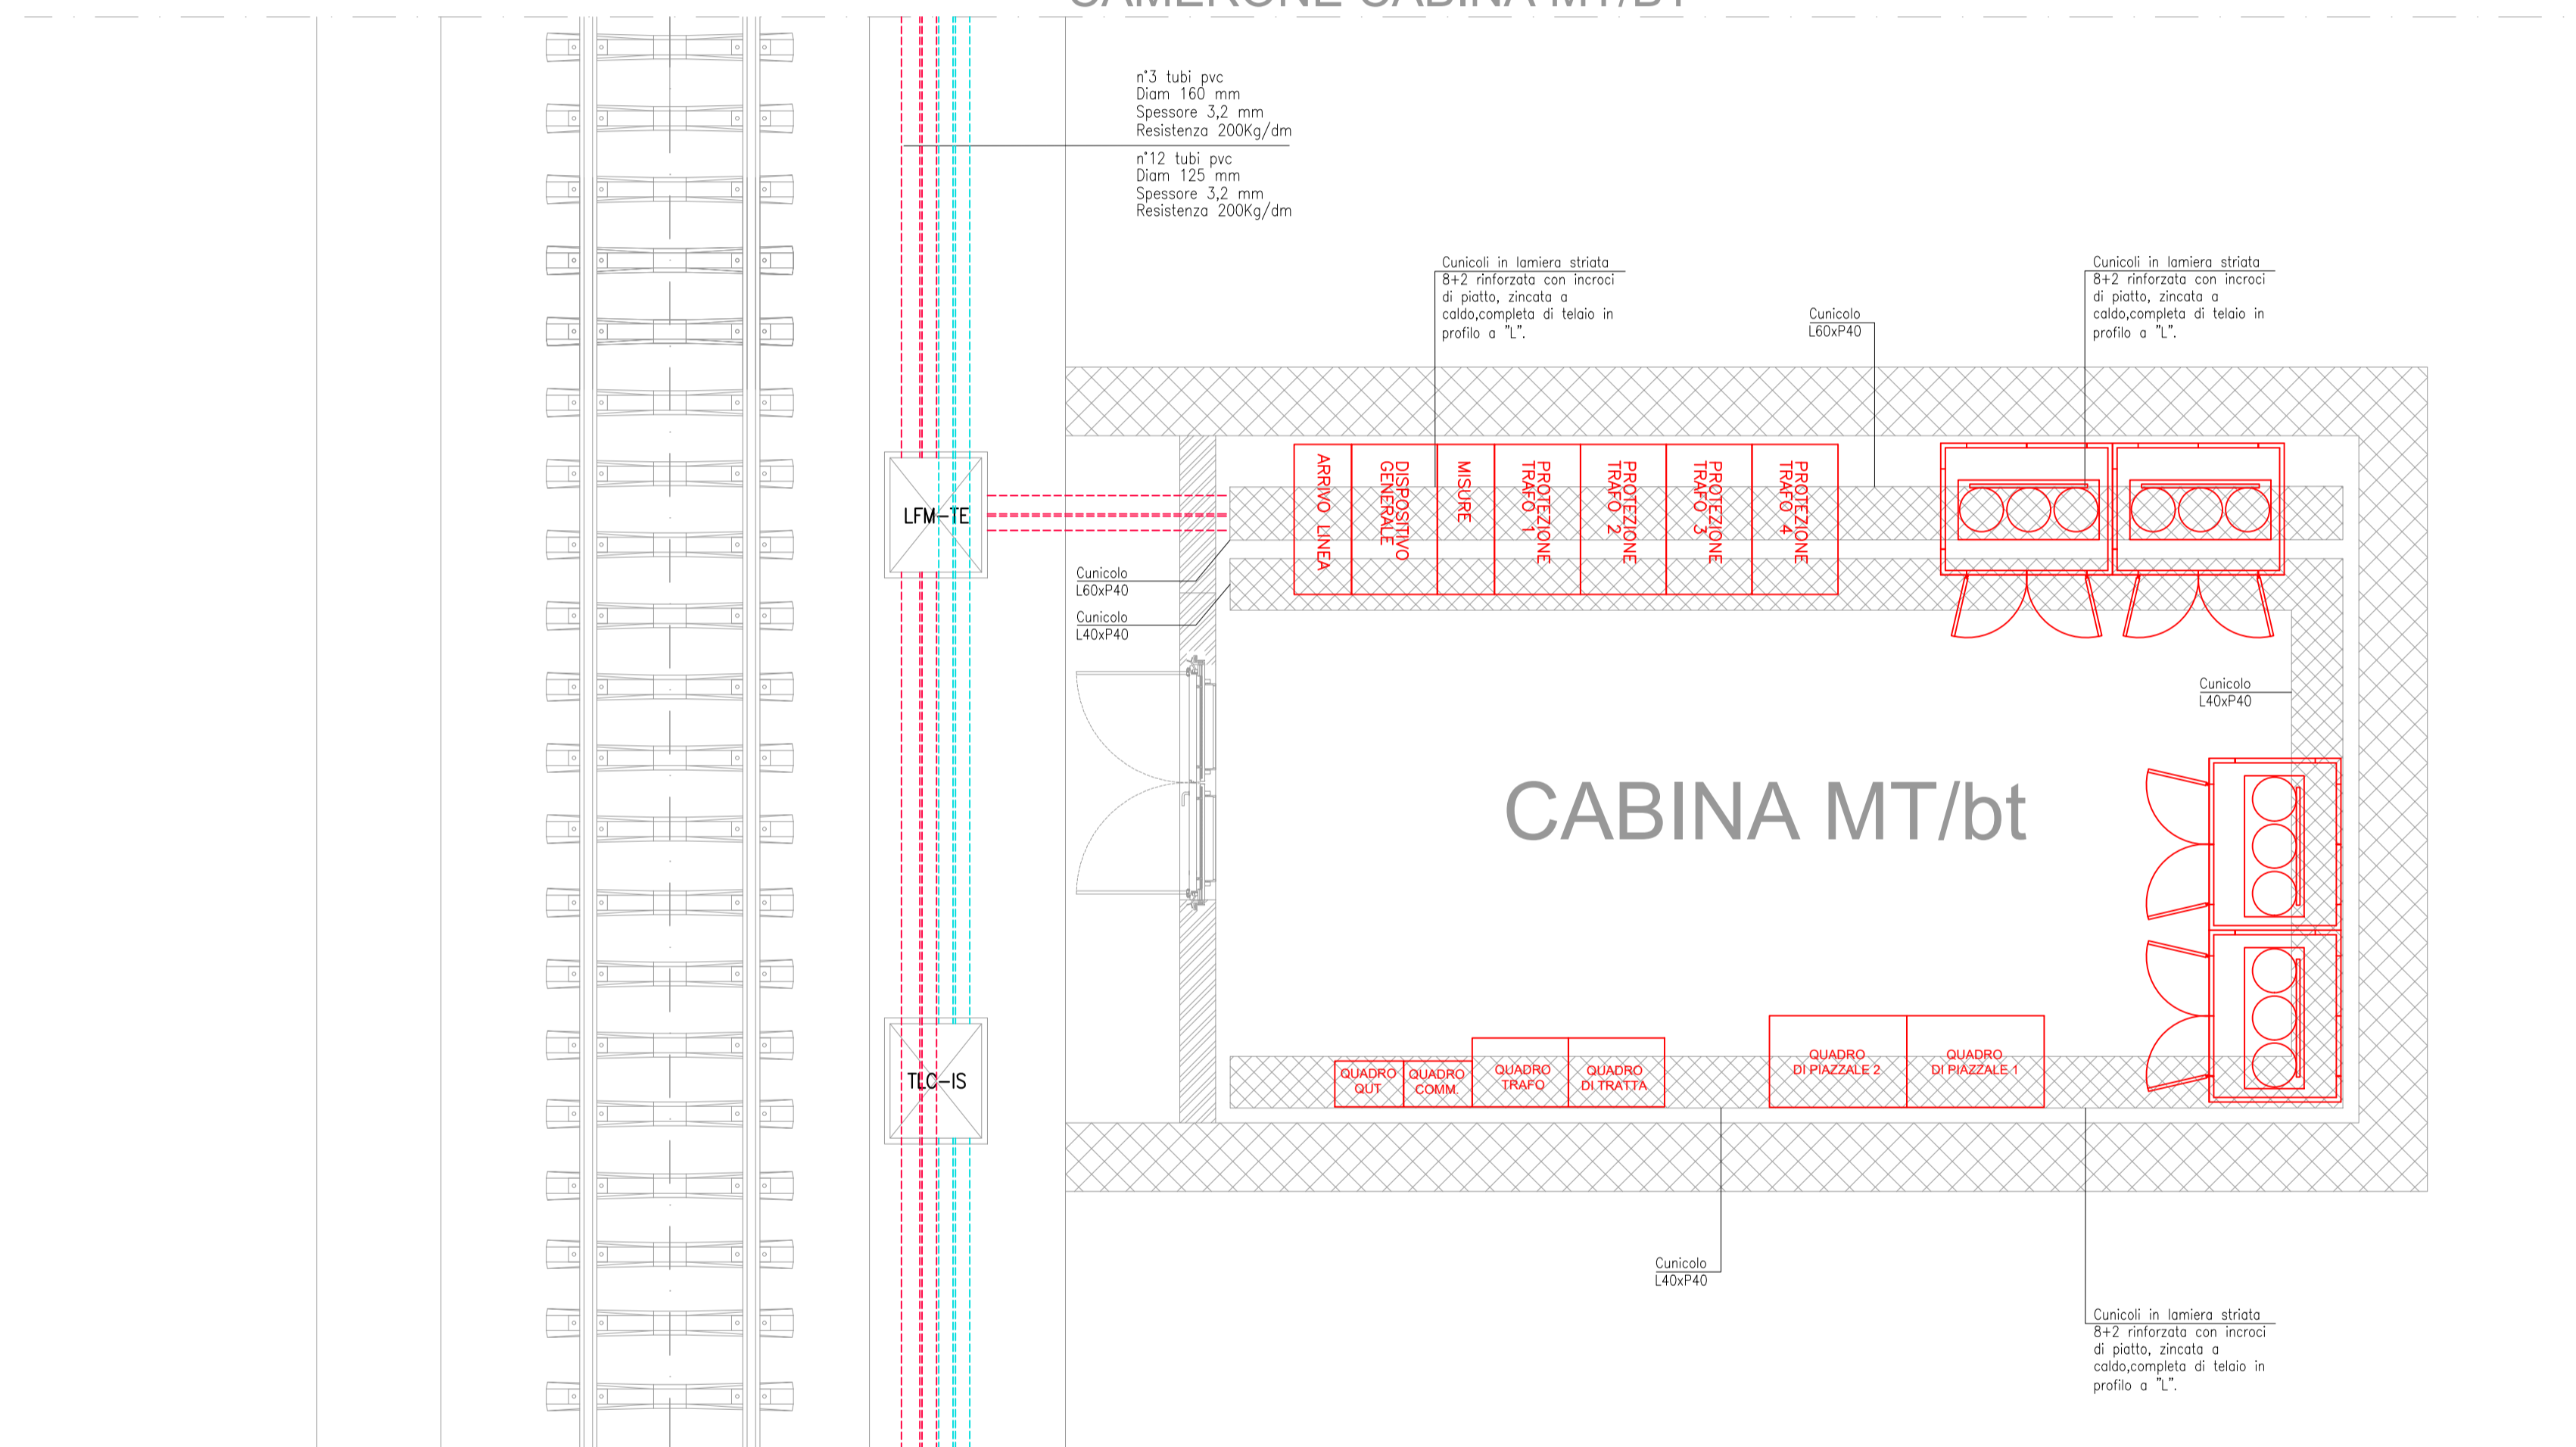 CAMERONE CABINA MT/BT
n°3 tubi pvc
Diam 160 mm
Spessore 3,2 mm
Resistenza 200Kg/dm
n°12 tubi pvc
Diam 125 mm
Spessore 3,2 mm
Resistenza 200Kg/dm
Cunicoli in lamiera striata
8+2 rinforzata con incroci
di piatto, zincata a
caldo,completa di telaio in
profilo a "L".
Cunicolo
L60xP40
Cunicoli in lamiera striata
8+2 rinforzata con incroci
di piatto, zincata a
caldo,completa di telaio in
profilo a "L".
LFM-TE
ARRIVO LINEA
DISPOSITIVO
GENERALE
MISURE
PROTEZIONE
TRAFO 1
PROTEZIONE
TRAFO 2
PROTEZIONE
TRAFO 3
PROTEZIONE
TRAFO 4
Cunicolo
L60xP40
Cunicolo
L40xP40
Cunicolo
L40xP40
CABINA MT/bt
TLC-IS
QUADRO
QUT
QUADRO
COMM.
QUADRO
TRAFO
QUADRO
DI TRATTA
QUADRO
DI PIAZZALE 2
QUADRO
DI PIAZZALE 1
Cunicolo
L40xP40
Cunicoli in lamiera striata
8+2 rinforzata con incroci
di piatto, zincata a
caldo,completa di telaio in
profilo a "L".